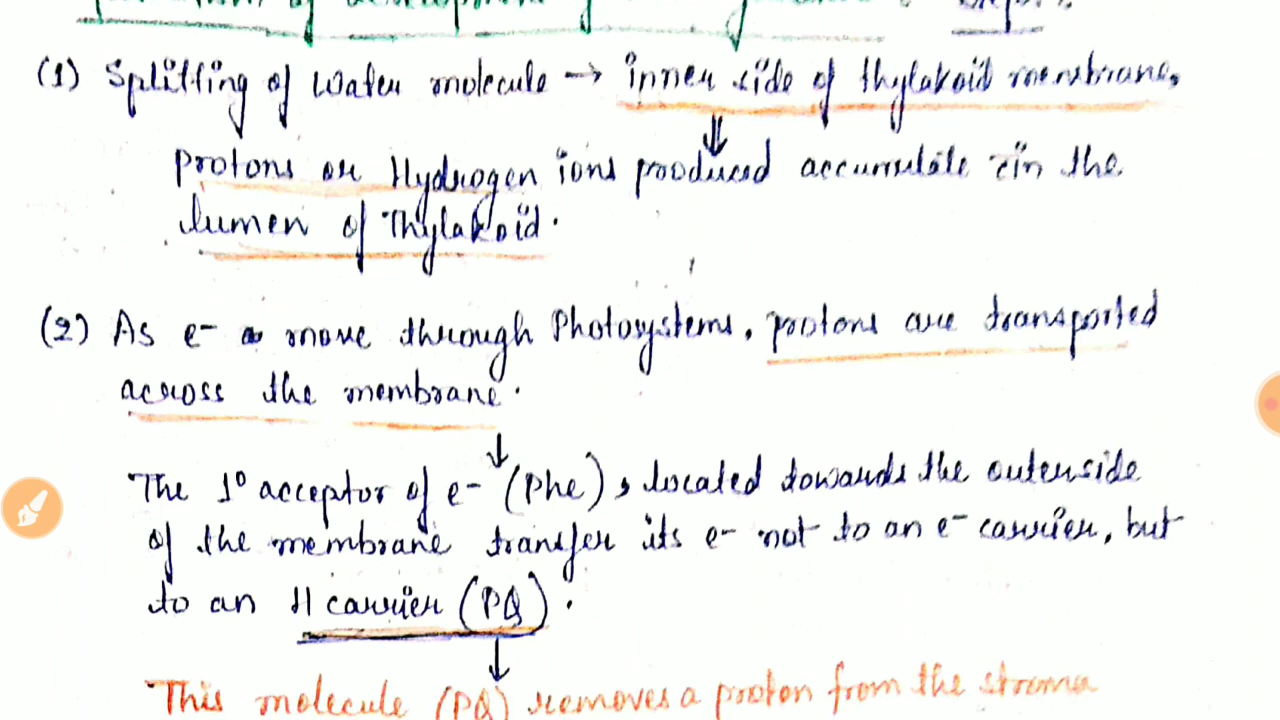 of development of
(1) Splitting of water molecule → inner side of thylakoid membrane.
↓
Protons or Hydrogen ions produced accumulate in the
lumen of Thylakoid.
(2) As e- move through Photosystems, protons are transported
across the membrane.
↓
The 1° acceptor of e- (Phe), located towards the outerside
of the membrane transfer its e- not to an e- carrier, but
to an H carrier (PQ).
↓
This molecule (PQ) removes a proton from the stroma